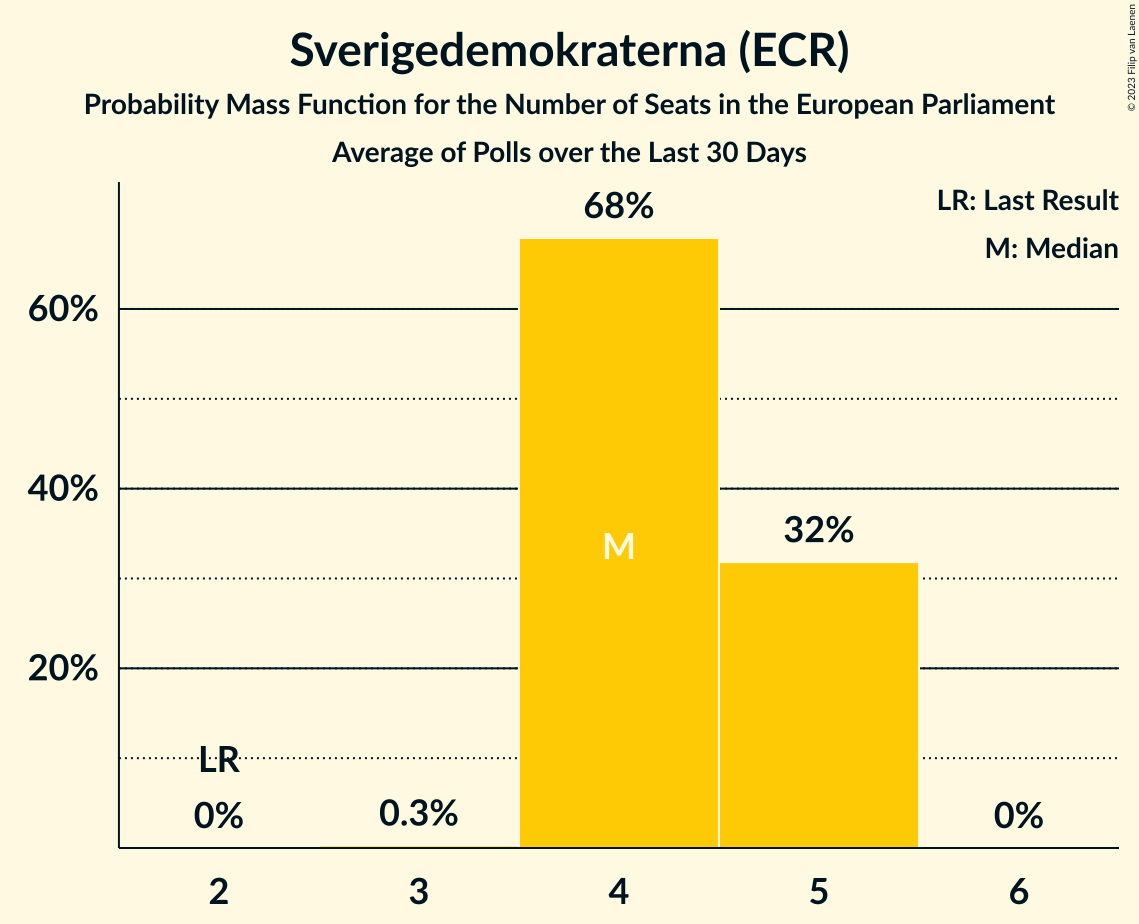 Sverigedemokraterna (ECR)
Probability Mass Function for the Number of Seats in the European Parliament
Average of Polls over the Last 30 Days
© 2023 Filip van Laenen
LR: Last Result
M: Median
68%
60%
40%
32%
M
20%
LR
0%
0.3%
0%
2
3
4
5
6